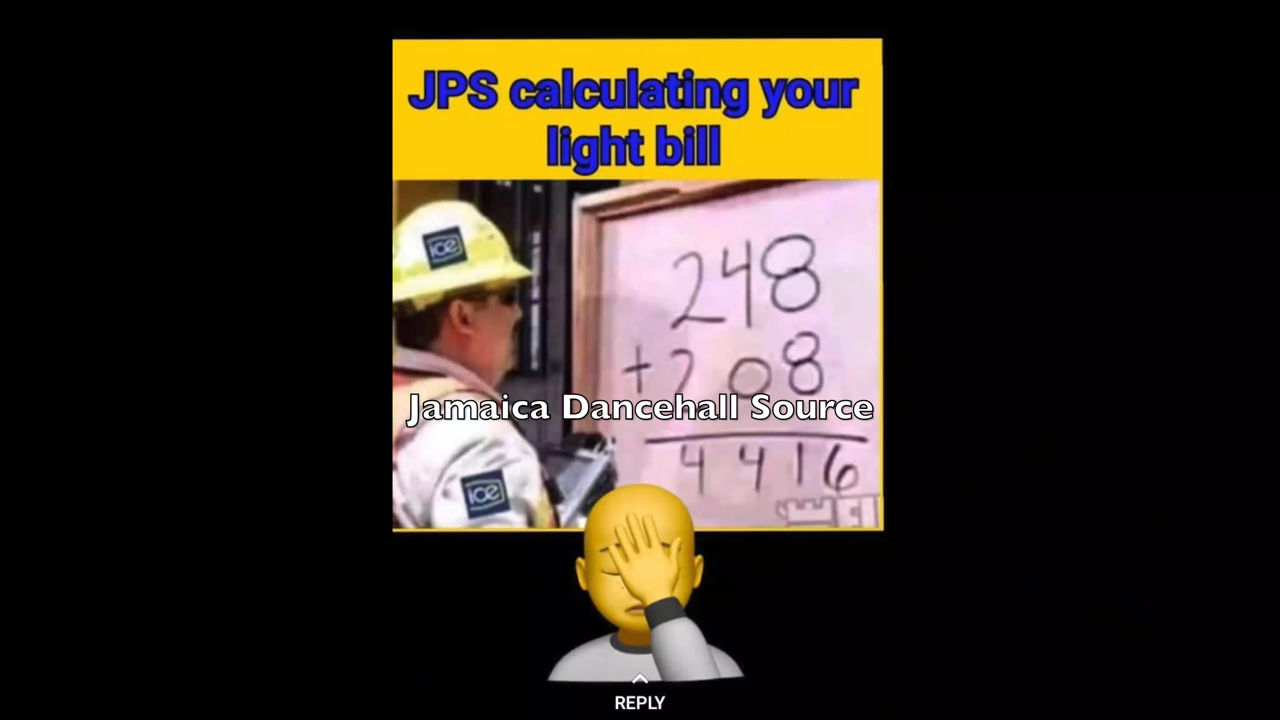 JPS calculating your
light bill
ice
248
+208
Jamaica Dancehall Source
4416
ice
REPLY